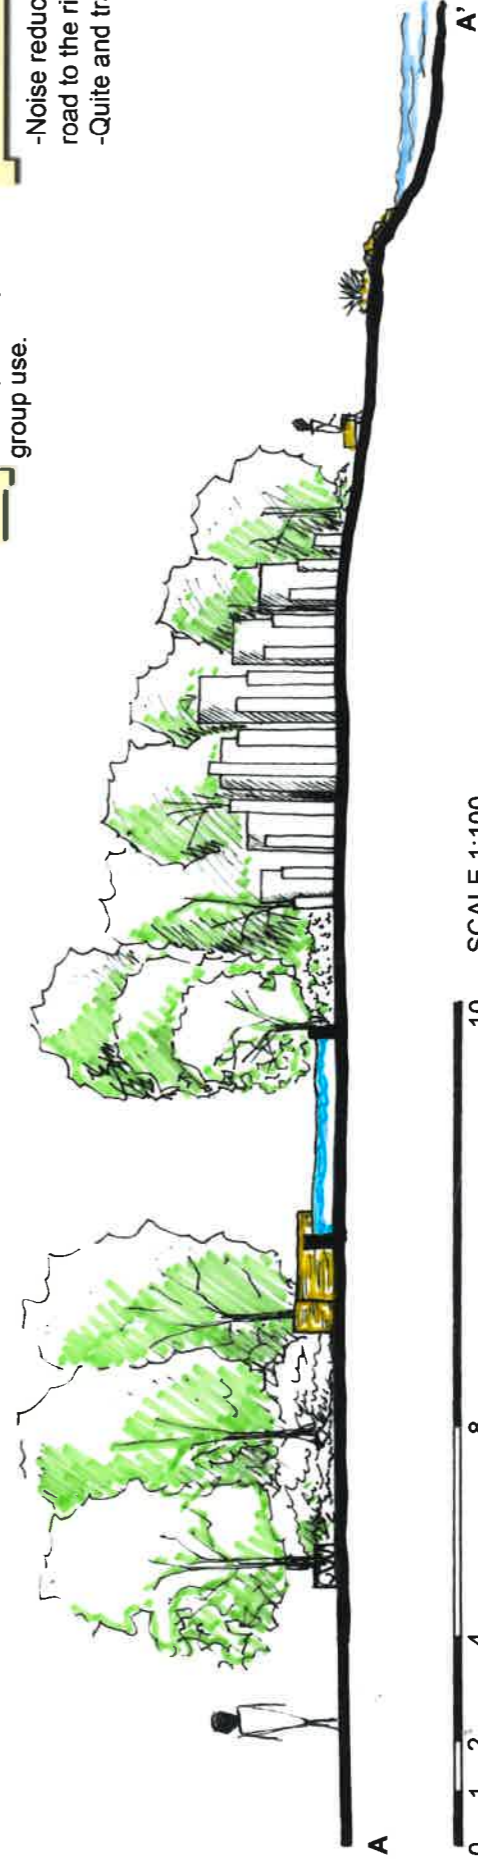 group use.
-Noise reduc
road to the ri
-Quite and tra
A
A'
0 1 2 4 8 10
SCALE 1:100